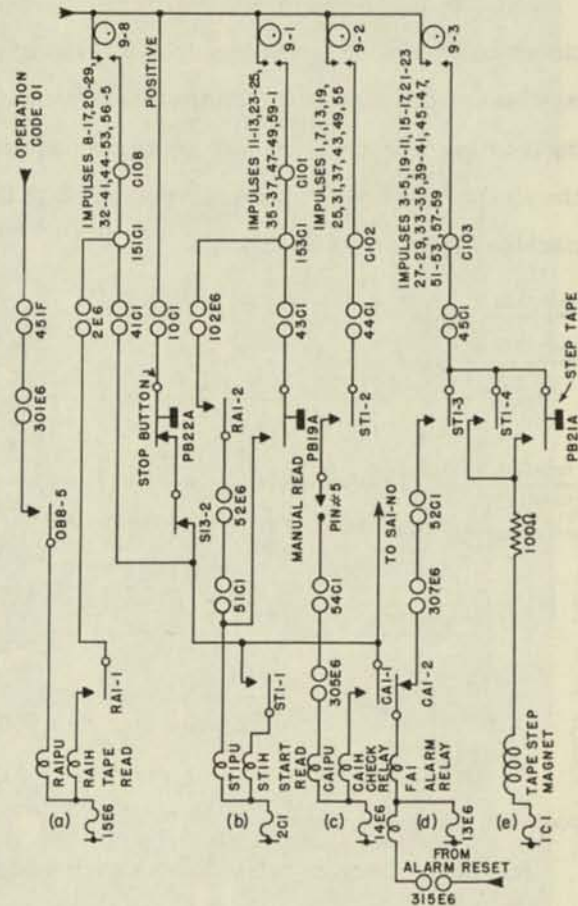 OPERATION
CODE 01
301E6
451F
OB8-5
RA1PU
RA1H
TAPE
READ
15E6
(a)
RA1-1
2E6
IMPULSES 8-17,20-29,
32-41,44-53,56-5
9-8
41C1
151C1
C108
STOP BUTTON
PB22A
10C1
POSITIVE
S13-2
51C1
52E6
RA1-2
102E6
ST1PU
ST1H
START
READ
2C1
(b)
ST1-1
IMPULSES 11-13,23-25,
35-37,47-49,59-1
9-1
MANUAL READ
PB19A
43C1
153C1
C101
CA1PU
CA1H
CHECK
RELAY
14E6
(c)
305E6
54C1
PIN#5
ST1-2
44C1
C102
IMPULSES 1,7,13,19,
25,31,37,43,49,55
9-2
CA1-1
CA1-2
TO SA1-NO
FA1
ALARM
RELAY
13E6
(d)
307E6
52C1
ST1-3
ST1-4
45C1
C103
IMPULSES 3-5,19-11,15-17,21-23
27-29,33-35,39-41,45-47,
51-53,57-59
9-3
315E6
FROM
ALARM RESET
(e)
TAPE STEP
MAGNET
1C1
100Ω
PB21A
STEP TAPE